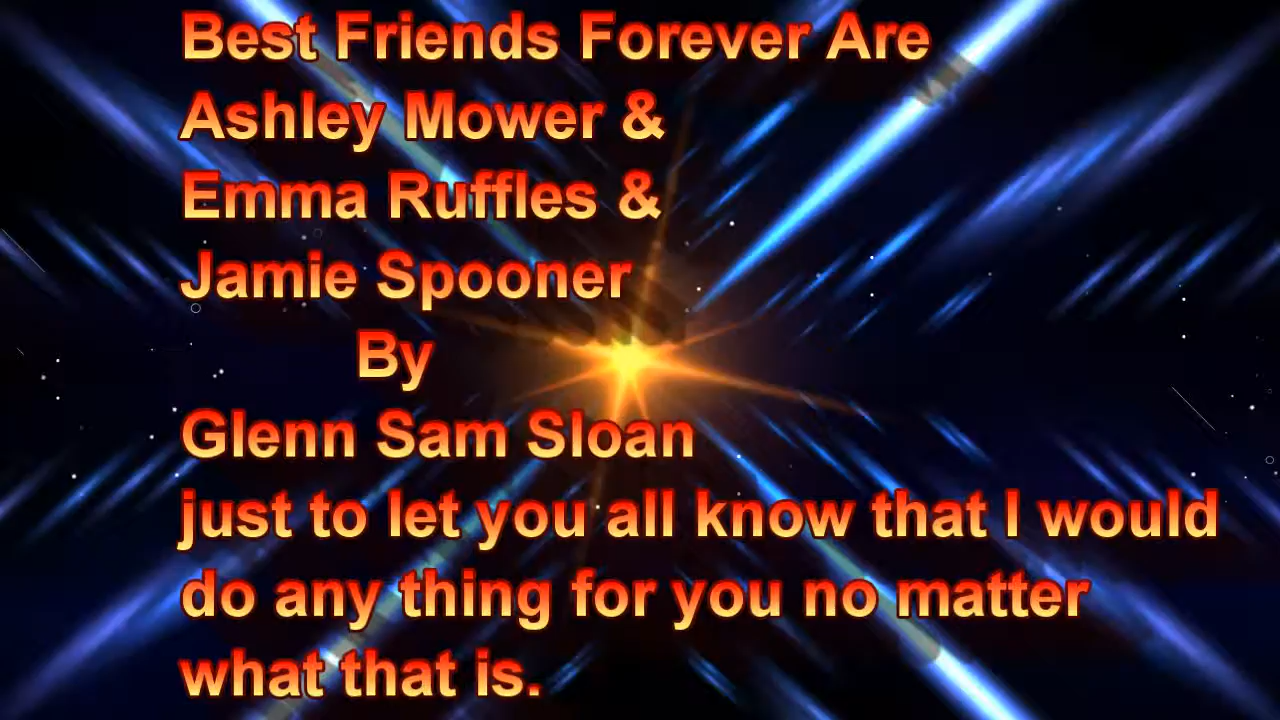 Best Friends Forever Are
Ashley Mower &
Emma Ruffles &
Jamie Spooner
By
Glenn Sam Sloan
just to let you all know that I would
do any thing for you no matter
what that is.